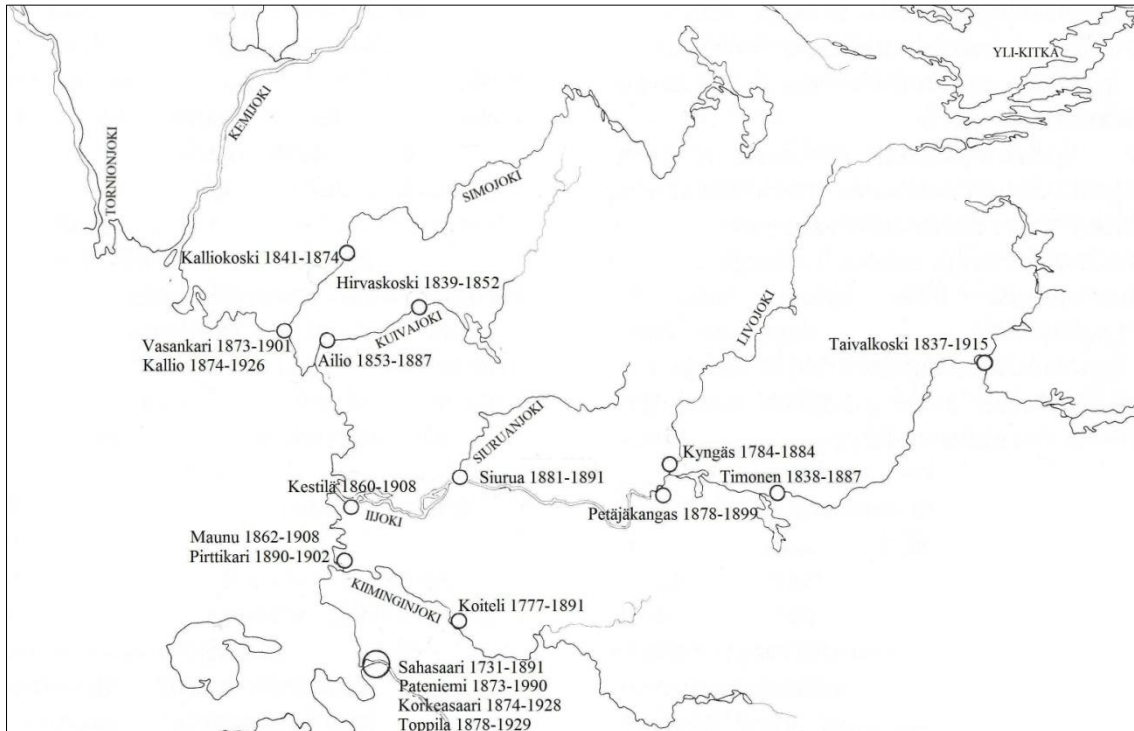 YLI-KITKA
KEMIJOKI
TORNIONJOKI
SIMOJOKI
Kalliokoski 1841-1874
Hirvaskoski 1839-1852
KUIVAJOKI
LIVOJOKI
Vasankari 1873-1901
Kallio 1874-1926
Ailio 1853-1887
Taivalkoski 1837-1915
SIURUANJOKI
Kyngäs 1784-1884
Siurua 1881-1891
Timonen 1838-1887
Kestilä 1860-1908
IIJOKI
Petäjäkangas 1878-1899
Maunu 1862-1908
Pirttikari 1890-1902
KIIMINGINJOKI
Koiteli 1777-1891
Sahasaari 1731-1891
Pateniemi 1873-1990
Korkeasaari 1874-1928
Toppila 1878-1929